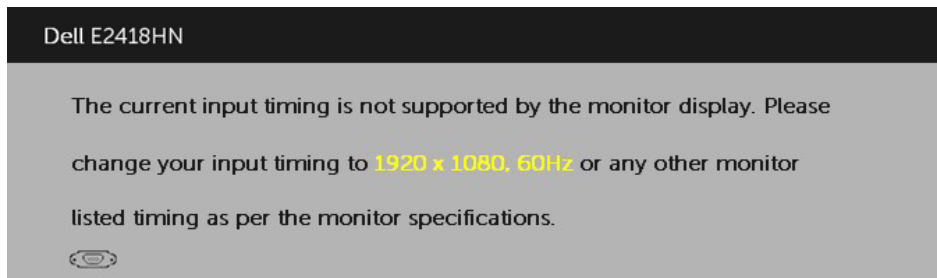 Dell E2418HN
The current input timing is not supported by the monitor display. Please
change your input timing to 1920 x 1080, 60Hz or any other monitor
listed timing as per the monitor specifications.